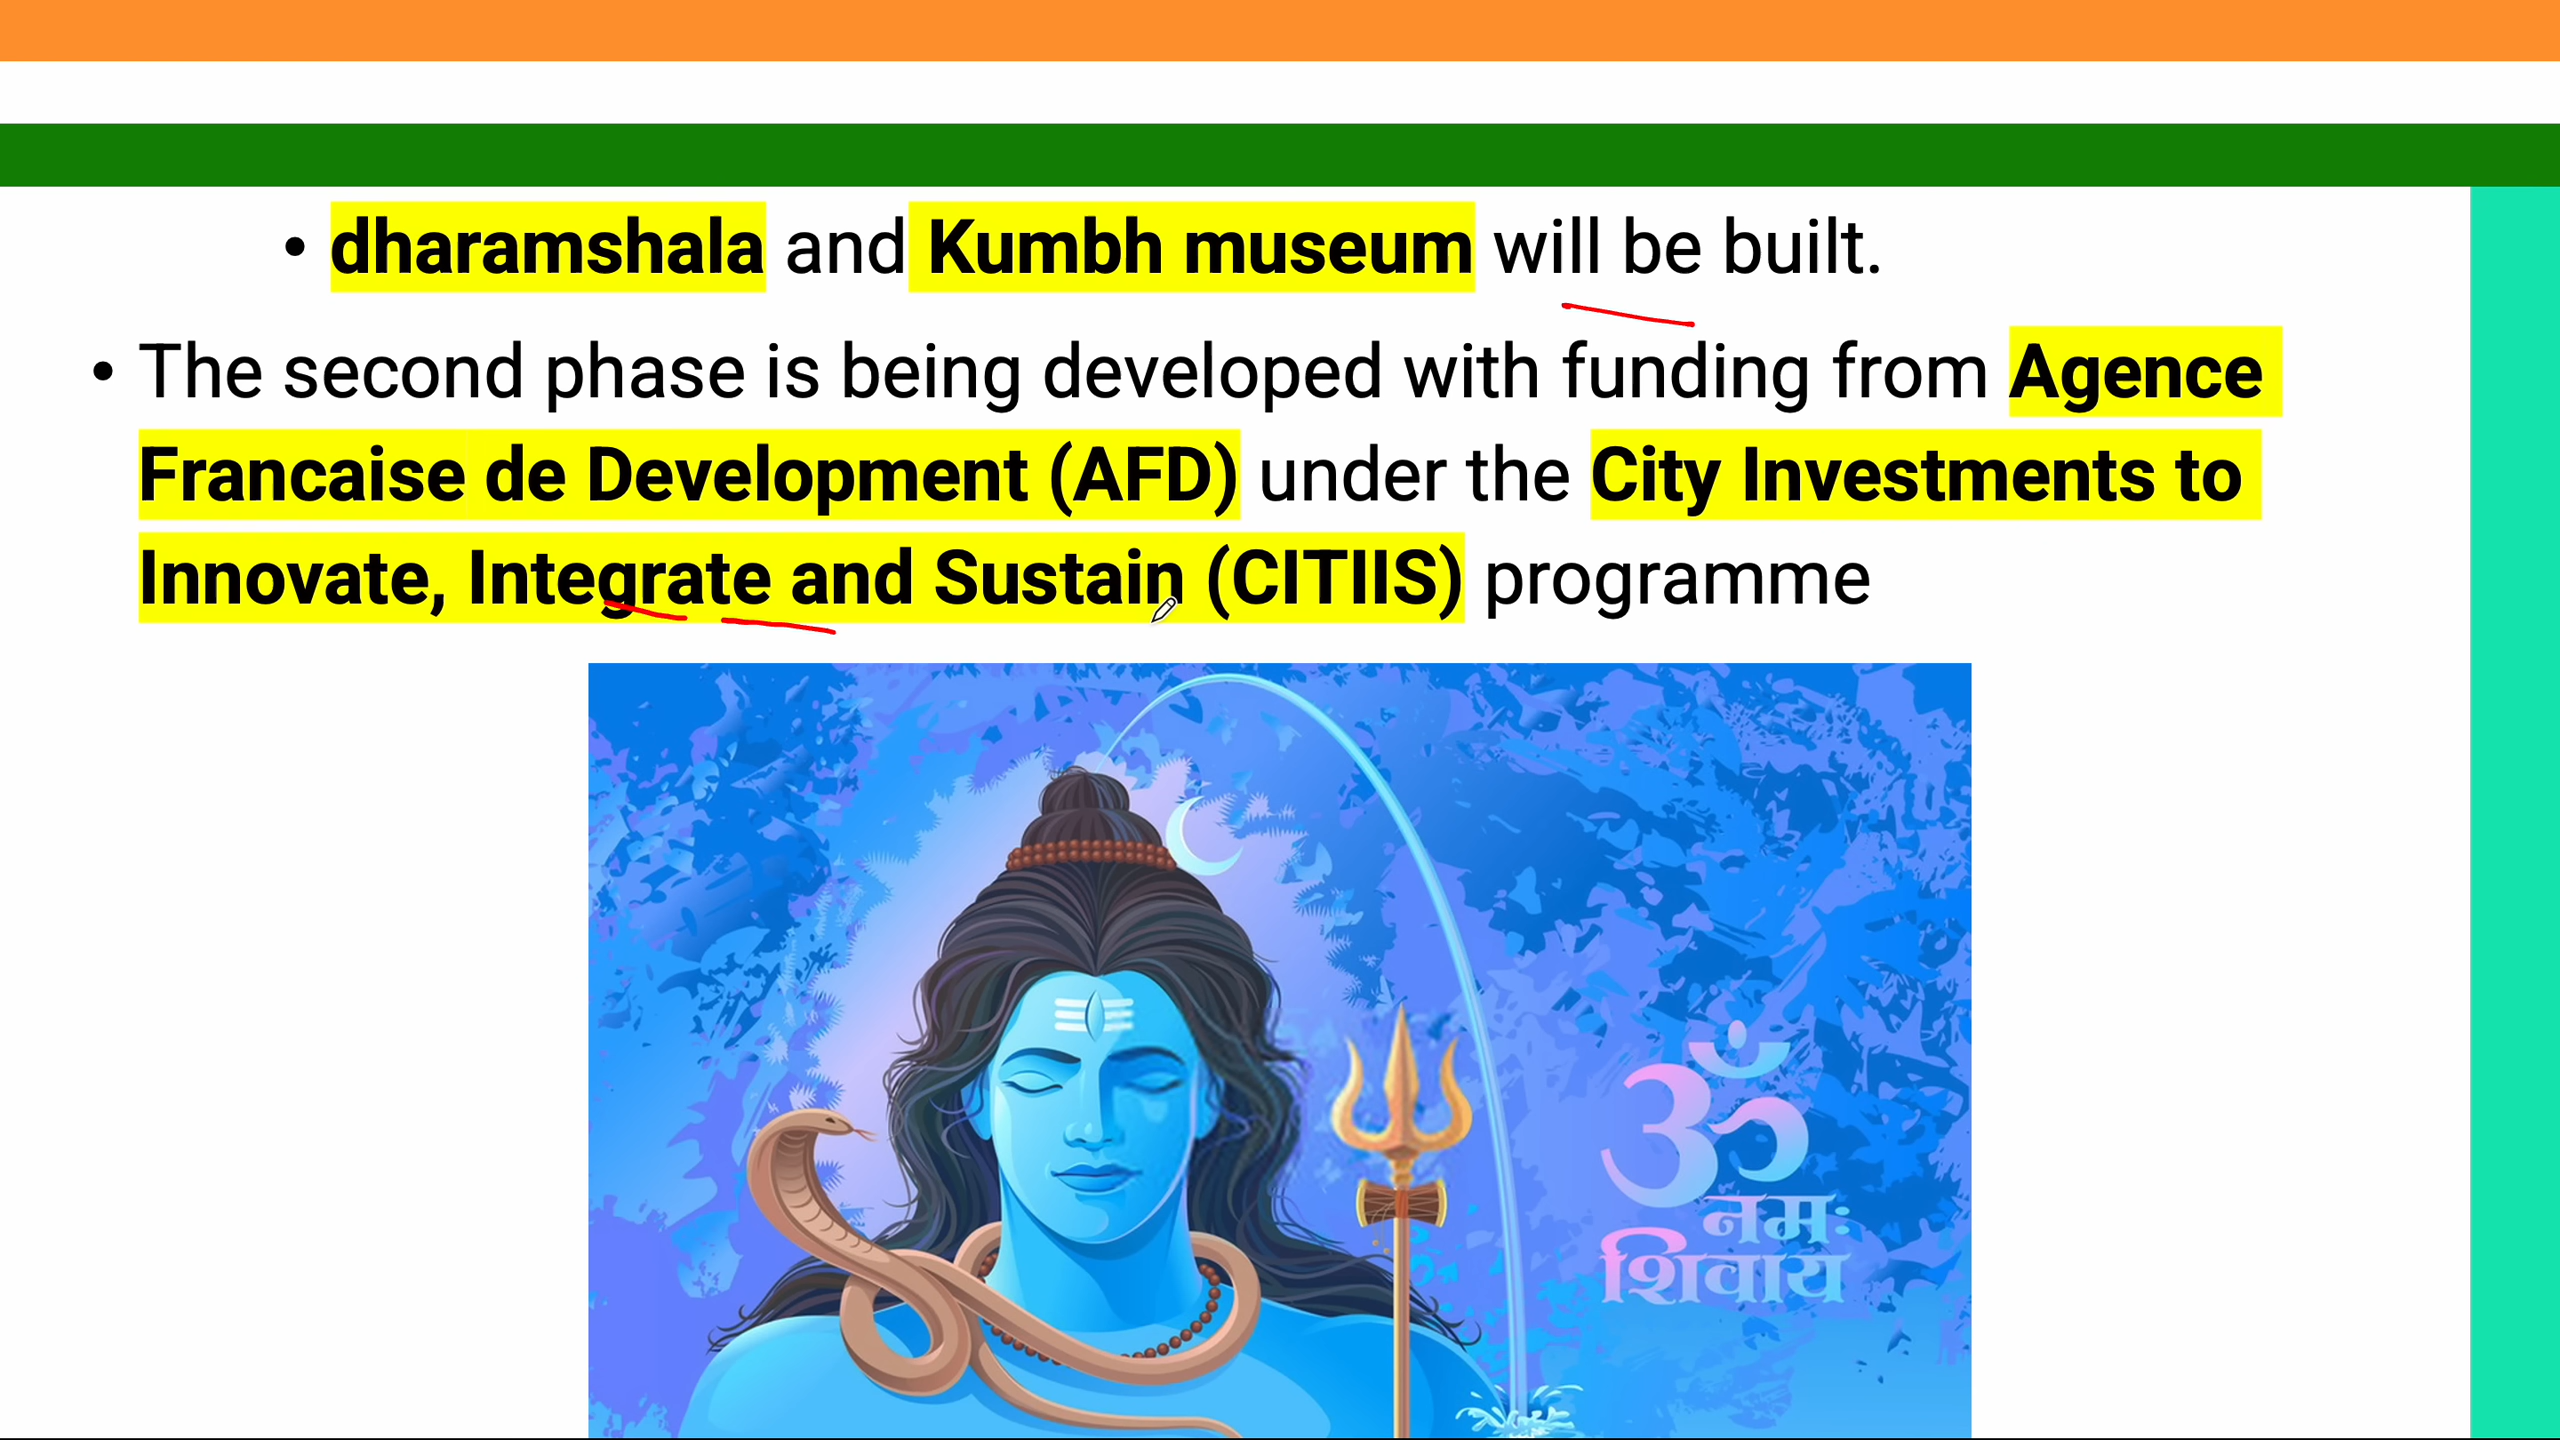 • dharamshala and Kumbh museum will be built.
• The second phase is being developed with funding from Agence
Francaise de Development (AFD) under the City Investments to
Innovate, Integrate and Sustain (CITIIS) programme
ॐ
नमः
शिवाय